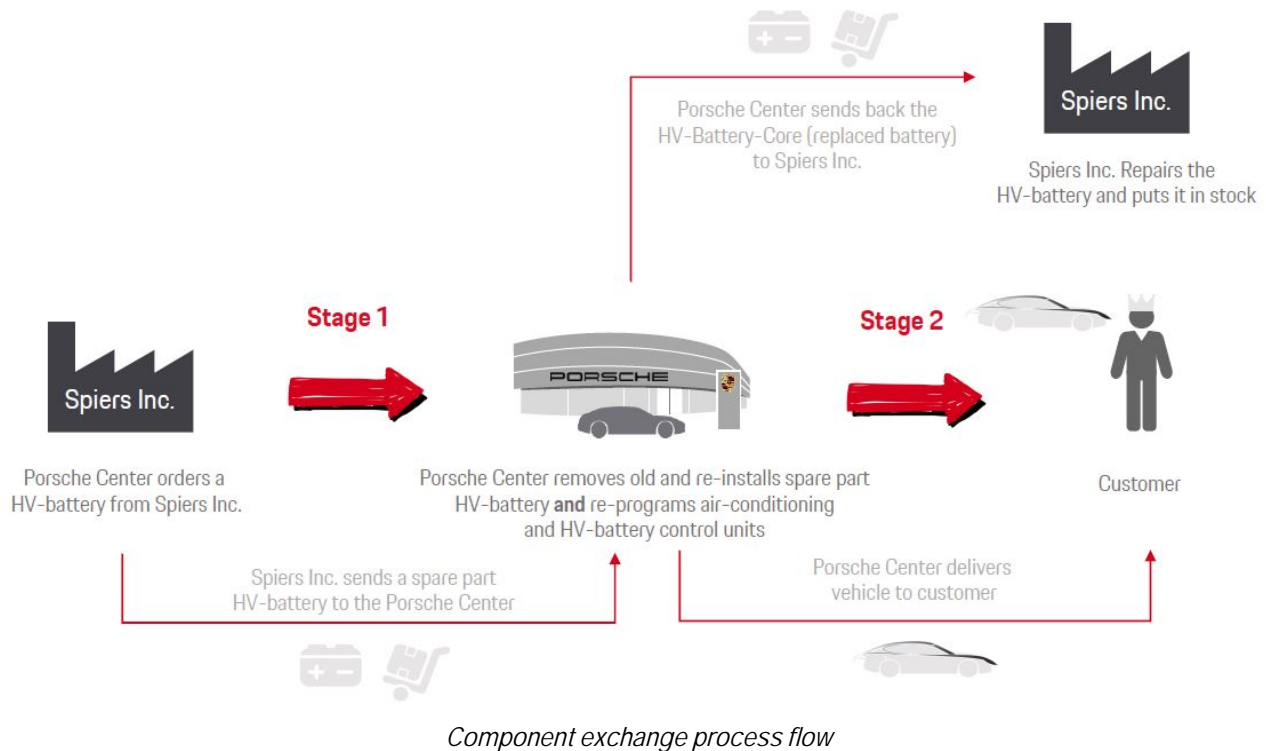 Porsche Center sends back the
HV-Battery-Core (replaced battery)
to Spiers Inc.
Spiers Inc.
Spiers Inc. Repairs the
HV-battery and puts it in stock
Stage 1
Stage 2
Spiers Inc.
PORSCHE
Porsche Center orders a
HV-battery from Spiers Inc.
Porsche Center removes old and re-installs spare part
HV-battery and re-programs air-conditioning
and HV-battery control units
Customer
Spiers Inc. sends a spare part
HV-battery to the Porsche Center
Porsche Center delivers
vehicle to customer
Component exchange process flow